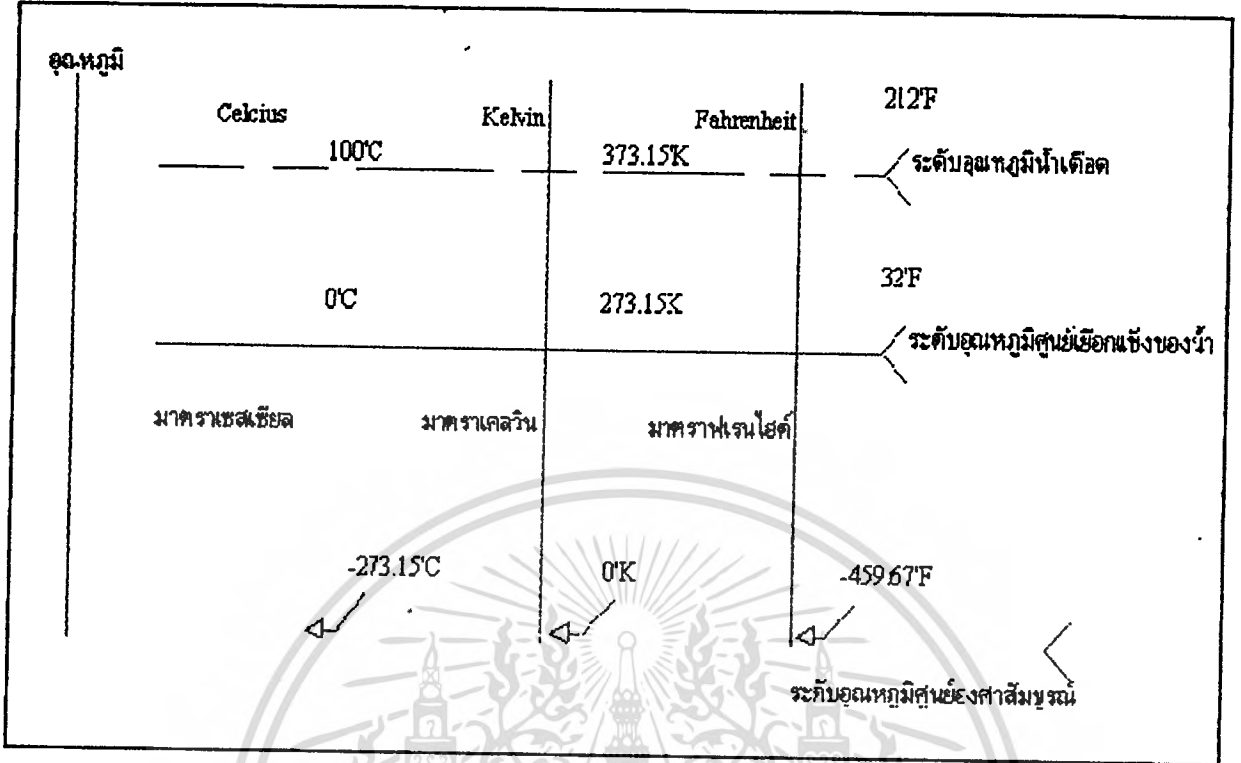 อุณหภูมิ
Celcius Kelvin Fahrenheit 212'F
100'C 373.15'K ระดับอุณหภูมิน้ำเดือด
0'C 273.15'K 32'F
ระดับอุณหภูมิศูนย์เยือกแข็งของน้ำ
มาตราเซสเซียล มาตราเคลวิน มาตราฟเรนไฮต์
-273.15'C 0'K -459.67'F
ระดับอุณหภูมิศูนย์องศาสัมบูรณ์